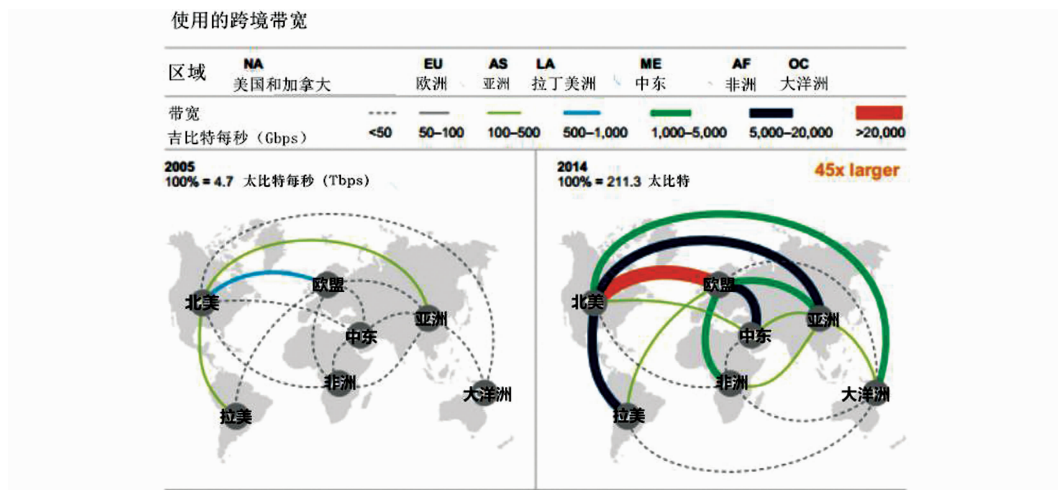 使用的跨境带宽
区域
NA EU AS LA ME AF OC
美国和加拿大 欧洲 亚洲 拉丁美洲 中东 非洲 大洋洲
带宽
吉比特每秒（Gbps）
<50 50–100 100–500 500–1,000 1,000–5,000 5,000–20,000 >20,000
2005
100% = 4.7 太比特每秒（Tbps）
北美
欧盟
亚洲
中东
非洲
大洋洲
拉美
2014
100% = 211.3 太比特
45x larger
北美
欧盟
亚洲
中东
非洲
大洋洲
拉美